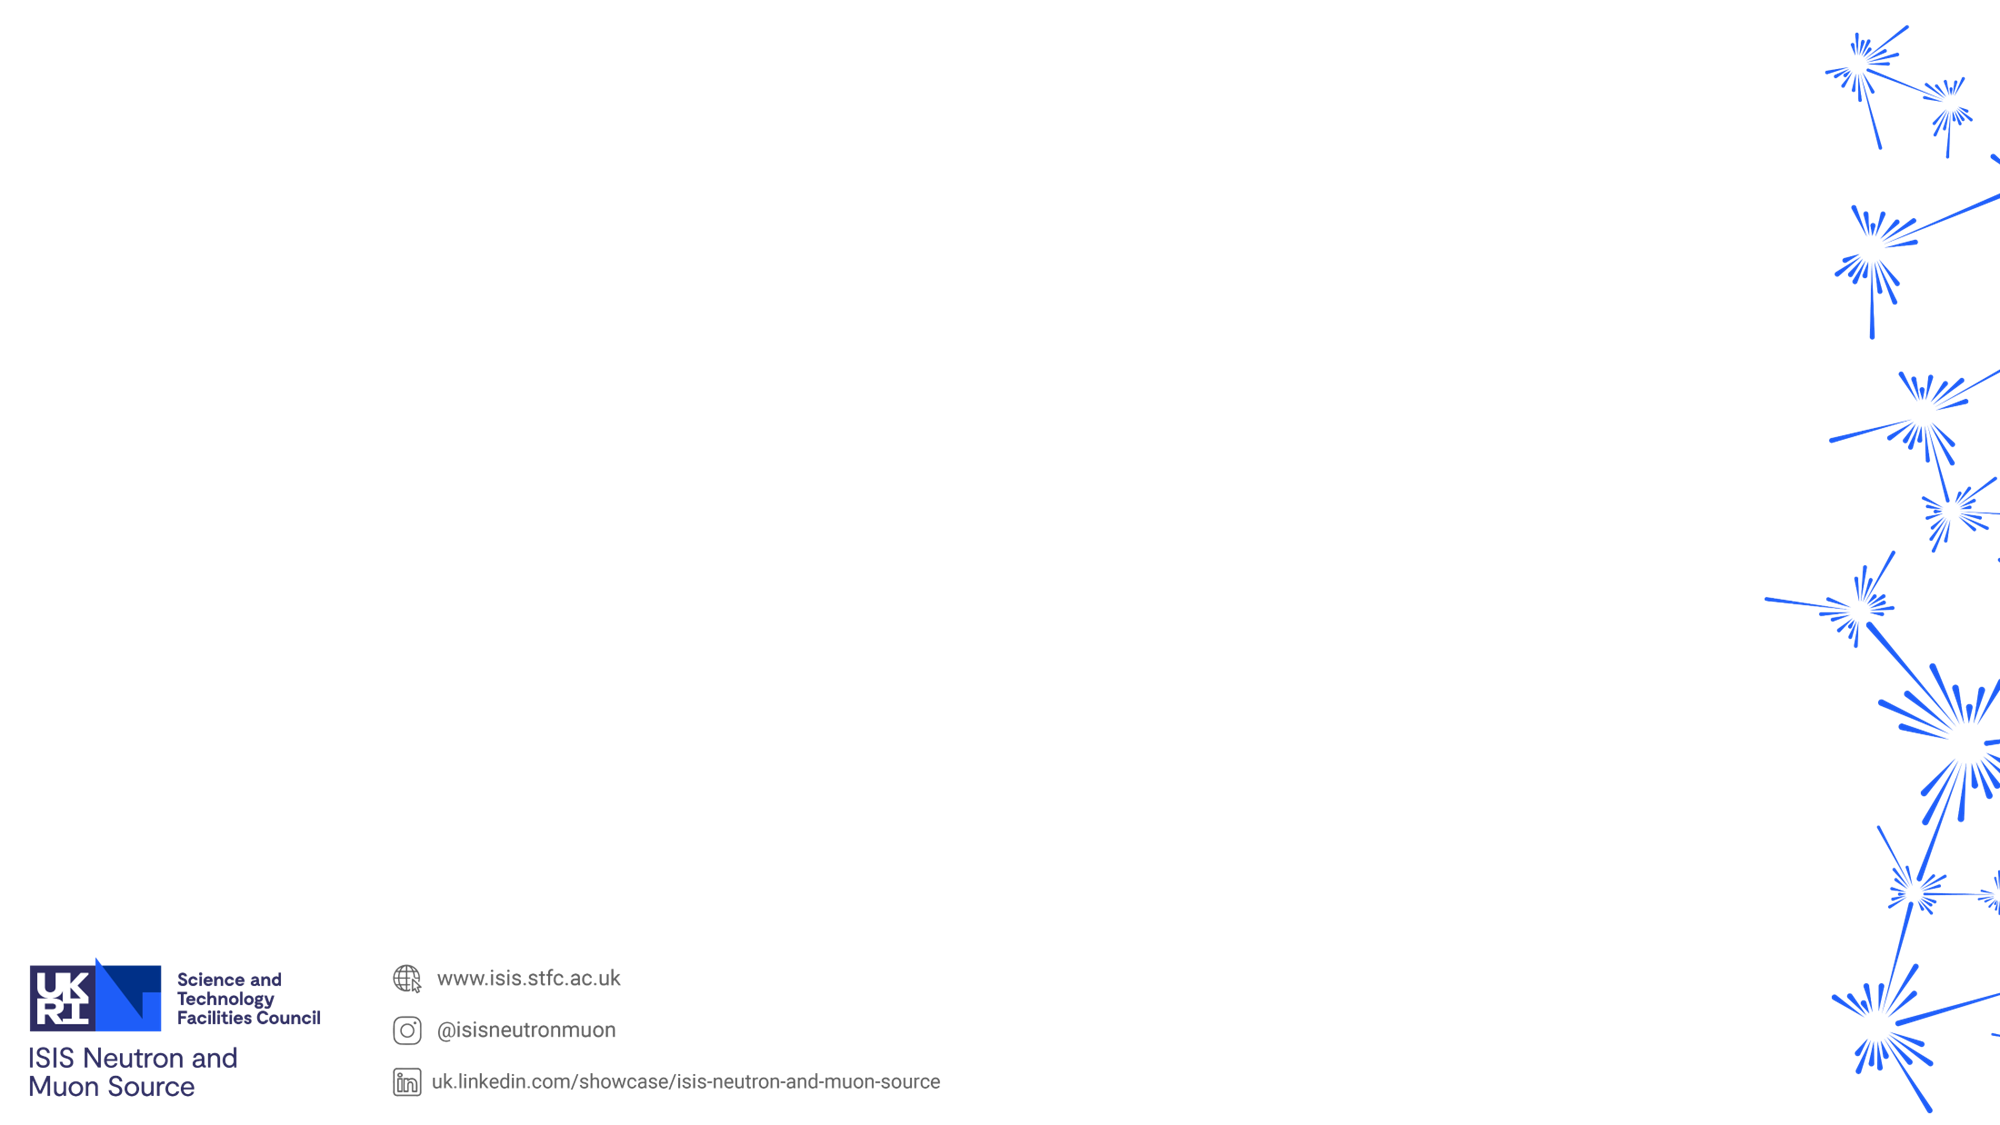 UK
RI
Science and
Technology
Facilities Council
ISIS Neutron and
Muon Source
www.isis.stfc.ac.uk
@isisneutronmuon
in uk.linkedin.com/showcase/isis-neutron-and-muon-source